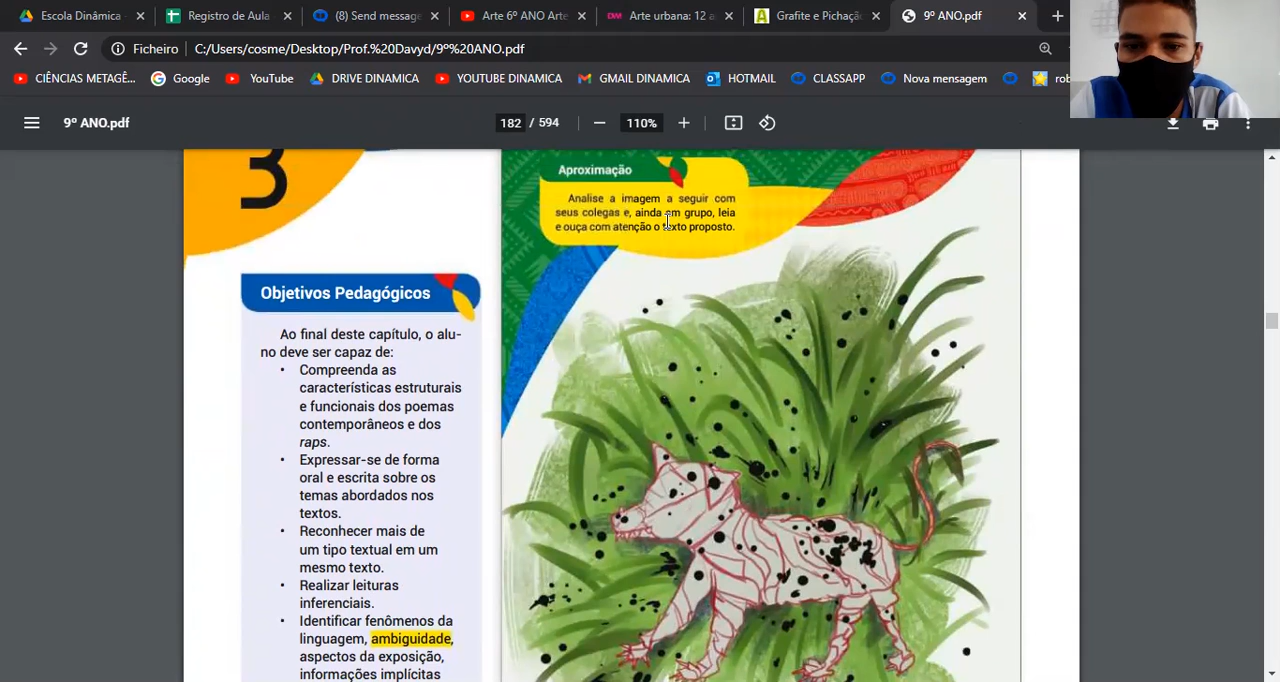 Escola Dinâmica
Registro de Aula
(8) Send message
Arte 6º ANO Arte
Arte urbana: 12 a
Grafite e Pichação
9º ANO.pdf
Ficheiro
C:/Users/cosme/Desktop/Prof.%20Davyd/9º%20ANO.pdf
CIÊNCIAS METAGÊ...
Google
YouTube
DRIVE DINAMICA
YOUTUBE DINAMICA
GMAIL DINAMICA
HOTMAIL
CLASSAPP
Nova mensagem
rob
9º ANO.pdf
182 / 594
110%
3
Objetivos Pedagógicos
Ao final deste capítulo, o alu-
no deve ser capaz de:
• Compreenda as
características estruturais
e funcionais dos poemas
contemporâneos e dos
raps.
• Expressar-se de forma
oral e escrita sobre os
temas abordados nos
textos.
• Reconhecer mais de
um tipo textual em um
mesmo texto.
• Realizar leituras
inferenciais.
• Identificar fenômenos da
linguagem, ambiguidade,
aspectos da exposição,
informações implícitas
Aproximação
Analise a imagem a seguir com
seus colegas e, ainda em grupo, leia
e ouça com atenção o texto proposto.